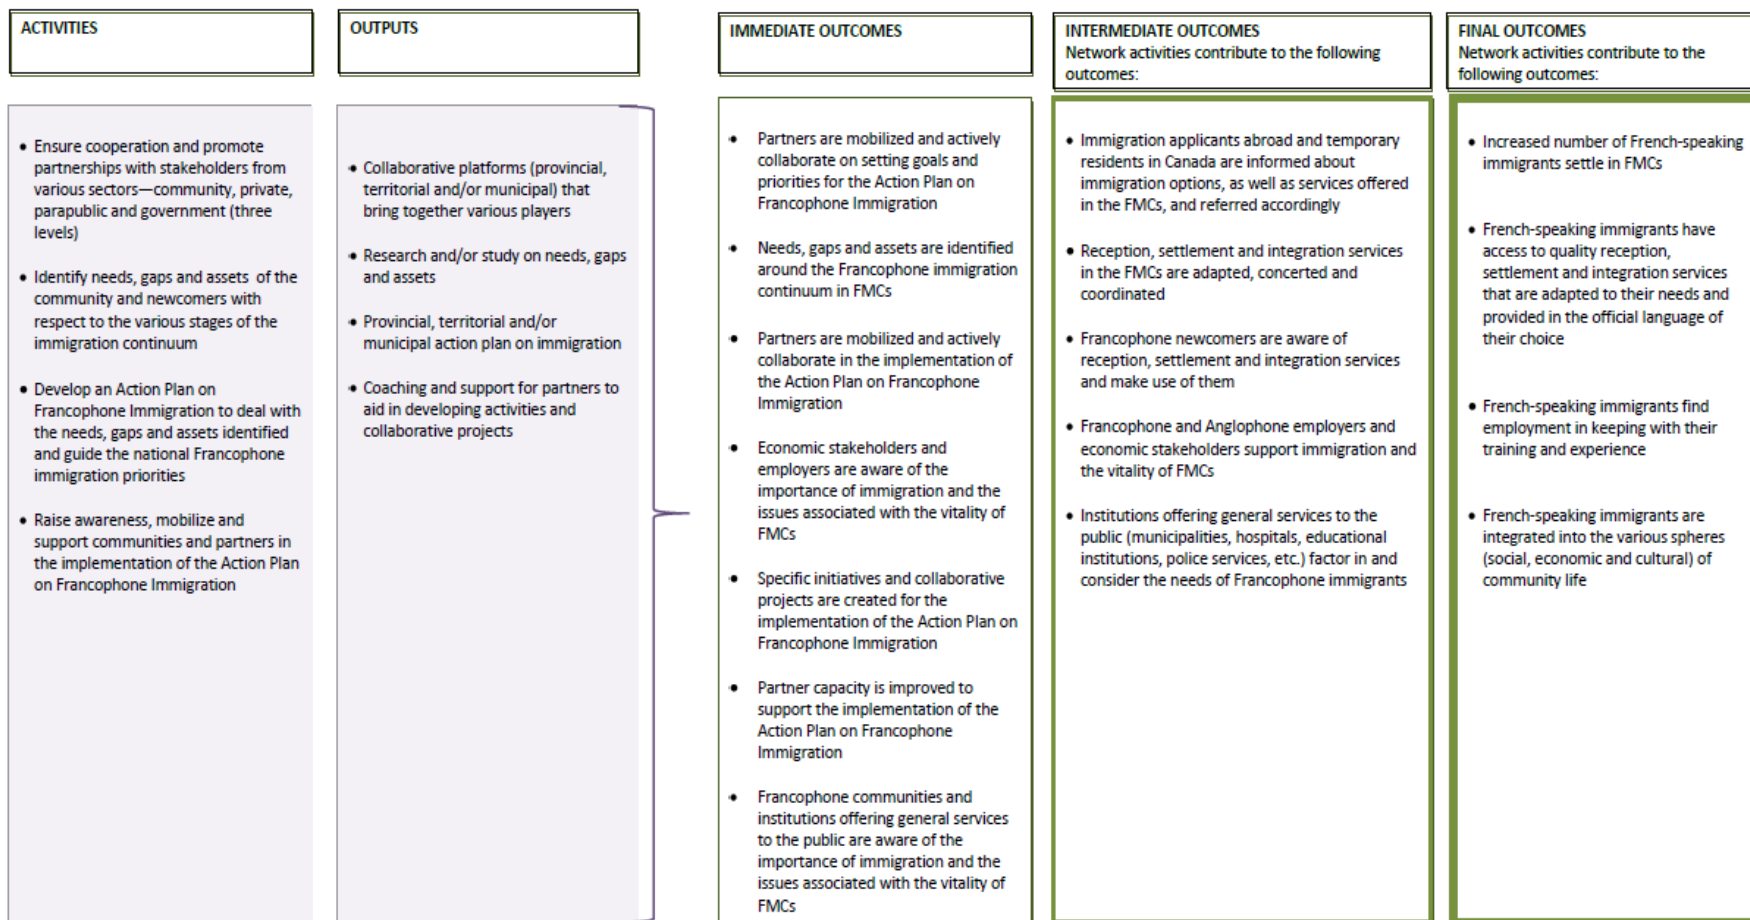 ACTIVITIES
• Ensure cooperation and promote
partnerships with stakeholders from
various sectors—community, private,
parapublic and government (three
levels)
• Identify needs, gaps and assets of the
community and newcomers with
respect to the various stages of the
immigration continuum
• Develop an Action Plan on
Francophone Immigration to deal with
the needs, gaps and assets identified
and guide the national Francophone
immigration priorities
• Raise awareness, mobilize and
support communities and partners in
the implementation of the Action Plan
on Francophone Immigration
OUTPUTS
• Collaborative platforms (provincial,
territorial and/or municipal) that
bring together various players
• Research and/or study on needs, gaps
and assets
• Provincial, territorial and/or
municipal action plan on immigration
• Coaching and support for partners to
aid in developing activities and
collaborative projects
IMMEDIATE OUTCOMES
• Partners are mobilized and actively
collaborate on setting goals and
priorities for the Action Plan on
Francophone Immigration
• Needs, gaps and assets are identified
around the Francophone immigration
continuum in FMCs
• Partners are mobilized and actively
collaborate in the implementation of
the Action Plan on Francophone
Immigration
• Economic stakeholders and
employers are aware of the
importance of immigration and the
issues associated with the vitality of
FMCs
• Specific initiatives and collaborative
projects are created for the
implementation of the Action Plan on
Francophone Immigration
• Partner capacity is improved to
support the implementation of the
Action Plan on Francophone
Immigration
• Francophone communities and
institutions offering general services
to the public are aware of the
importance of immigration and the
issues associated with the vitality of
FMCs
INTERMEDIATE OUTCOMES
Network activities contribute to the following
outcomes:
• Immigration applicants abroad and temporary
residents in Canada are informed about
immigration options, as well as services offered
in the FMCs, and referred accordingly
• Reception, settlement and integration services
in the FMCs are adapted, concerted and
coordinated
• Francophone newcomers are aware of
reception, settlement and integration services
and make use of them
• Francophone and Anglophone employers and
economic stakeholders support immigration and
the vitality of FMCs
• Institutions offering general services to the
public (municipalities, hospitals, educational
institutions, police services, etc.) factor in and
consider the needs of Francophone immigrants
FINAL OUTCOMES
Network activities contribute to the
following outcomes:
• Increased number of French-speaking
immigrants settle in FMCs
• French-speaking immigrants have
access to quality reception,
settlement and integration services
that are adapted to their needs and
provided in the official language of
their choice
• French-speaking immigrants find
employment in keeping with their
training and experience
• French-speaking immigrants are
integrated into the various spheres
(social, economic and cultural) of
community life